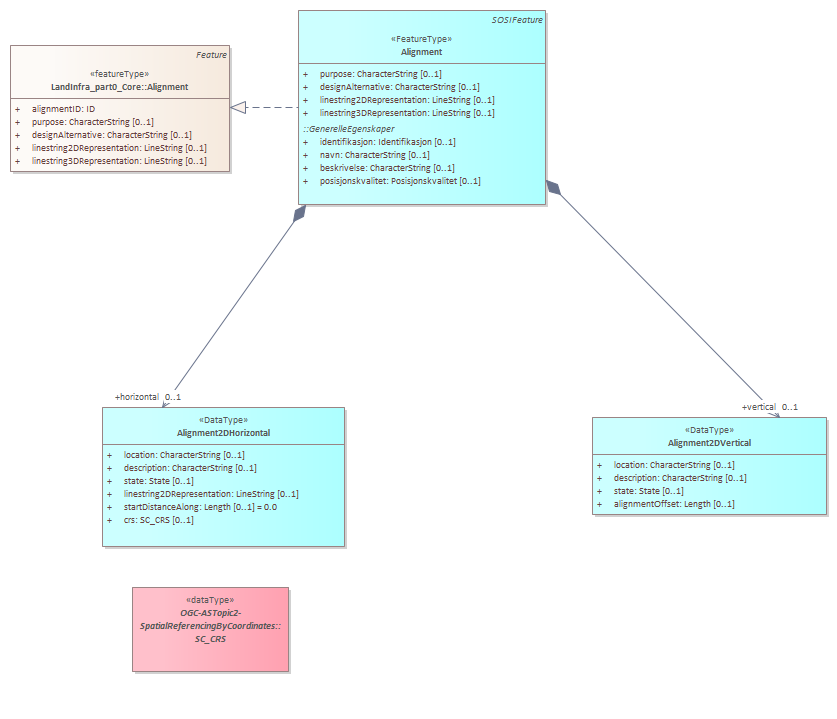 Feature
«featureType»
LandInfra_part0_Core::Alignment
+ alignmentID: ID
+ purpose: CharacterString [0..1]
+ designAlternative: CharacterString [0..1]
+ linestring2DRepresentation: LineString [0..1]
+ linestring3DRepresentation: LineString [0..1]
SOSIFeature
«FeatureType»
Alignment
+ purpose: CharacterString [0..1]
+ designAlternative: CharacterString [0..1]
+ linestring2DRepresentation: LineString [0..1]
+ linestring3DRepresentation: LineString [0..1]
::GenerelleEgenskaper
+ identifikasjon: Identifikasjon [0..1]
+ navn: CharacterString [0..1]
+ beskrivelse: CharacterString [0..1]
+ posisjonskvalitet: Posisjonskvalitet [0..1]
+horizontal 0..1
«DataType»
Alignment2DHorizontal
+ location: CharacterString [0..1]
+ description: CharacterString [0..1]
+ state: State [0..1]
+ linestring2DRepresentation: LineString [0..1]
+ startDistanceAlong: Length [0..1] = 0.0
+ crs: SC_CRS [0..1]
+vertical 0..1
«DataType»
Alignment2DVertical
+ location: CharacterString [0..1]
+ description: CharacterString [0..1]
+ state: State [0..1]
+ alignmentOffset: Length [0..1]
«dataType»
OGC-ASTopic2-
SpatialReferencingByCoordinates::
SC_CRS